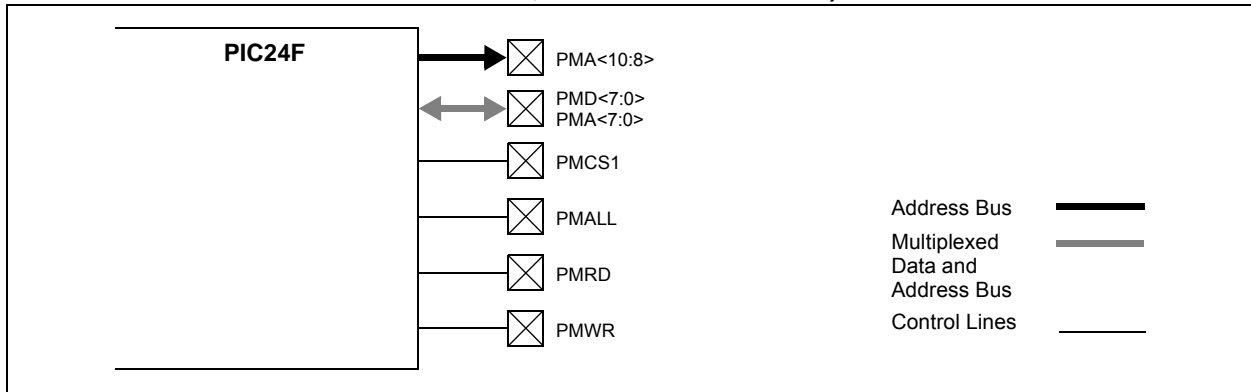 PIC24F
PMA<10:8>
PMD<7:0>
PMA<7:0>
PMCS1
PMALL
PMRD
PMWR
Address Bus
Multiplexed
Data and
Address Bus
Control Lines